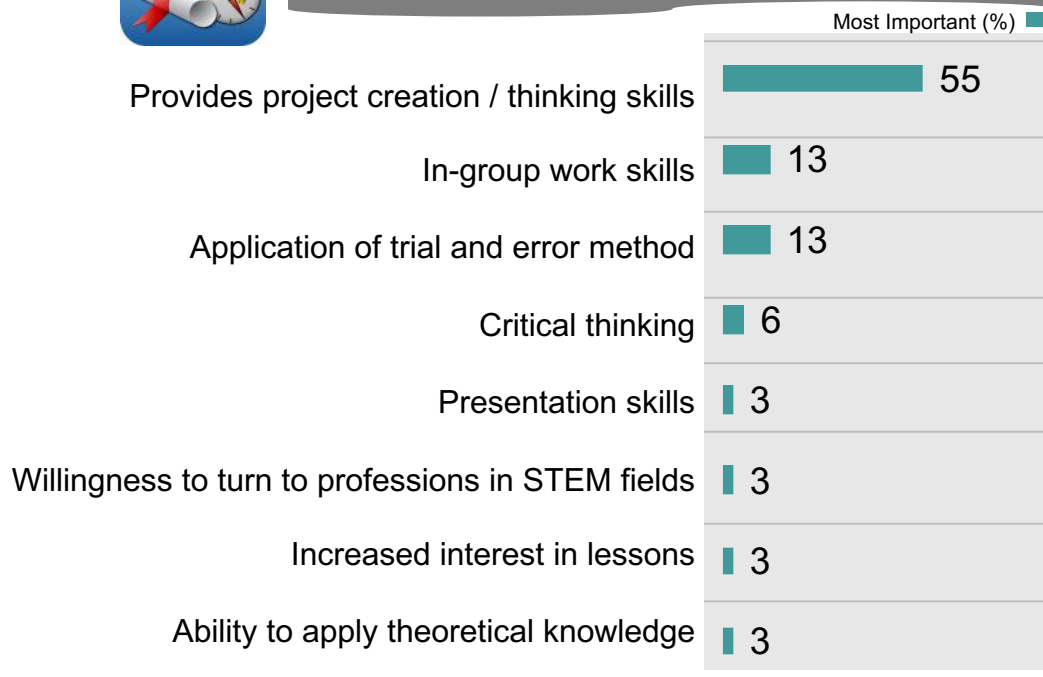 Most Important (%)
Provides project creation / thinking skills 55
In-group work skills 13
Application of trial and error method 13
Critical thinking 6
Presentation skills 3
Willingness to turn to professions in STEM fields 3
Increased interest in lessons 3
Ability to apply theoretical knowledge 3